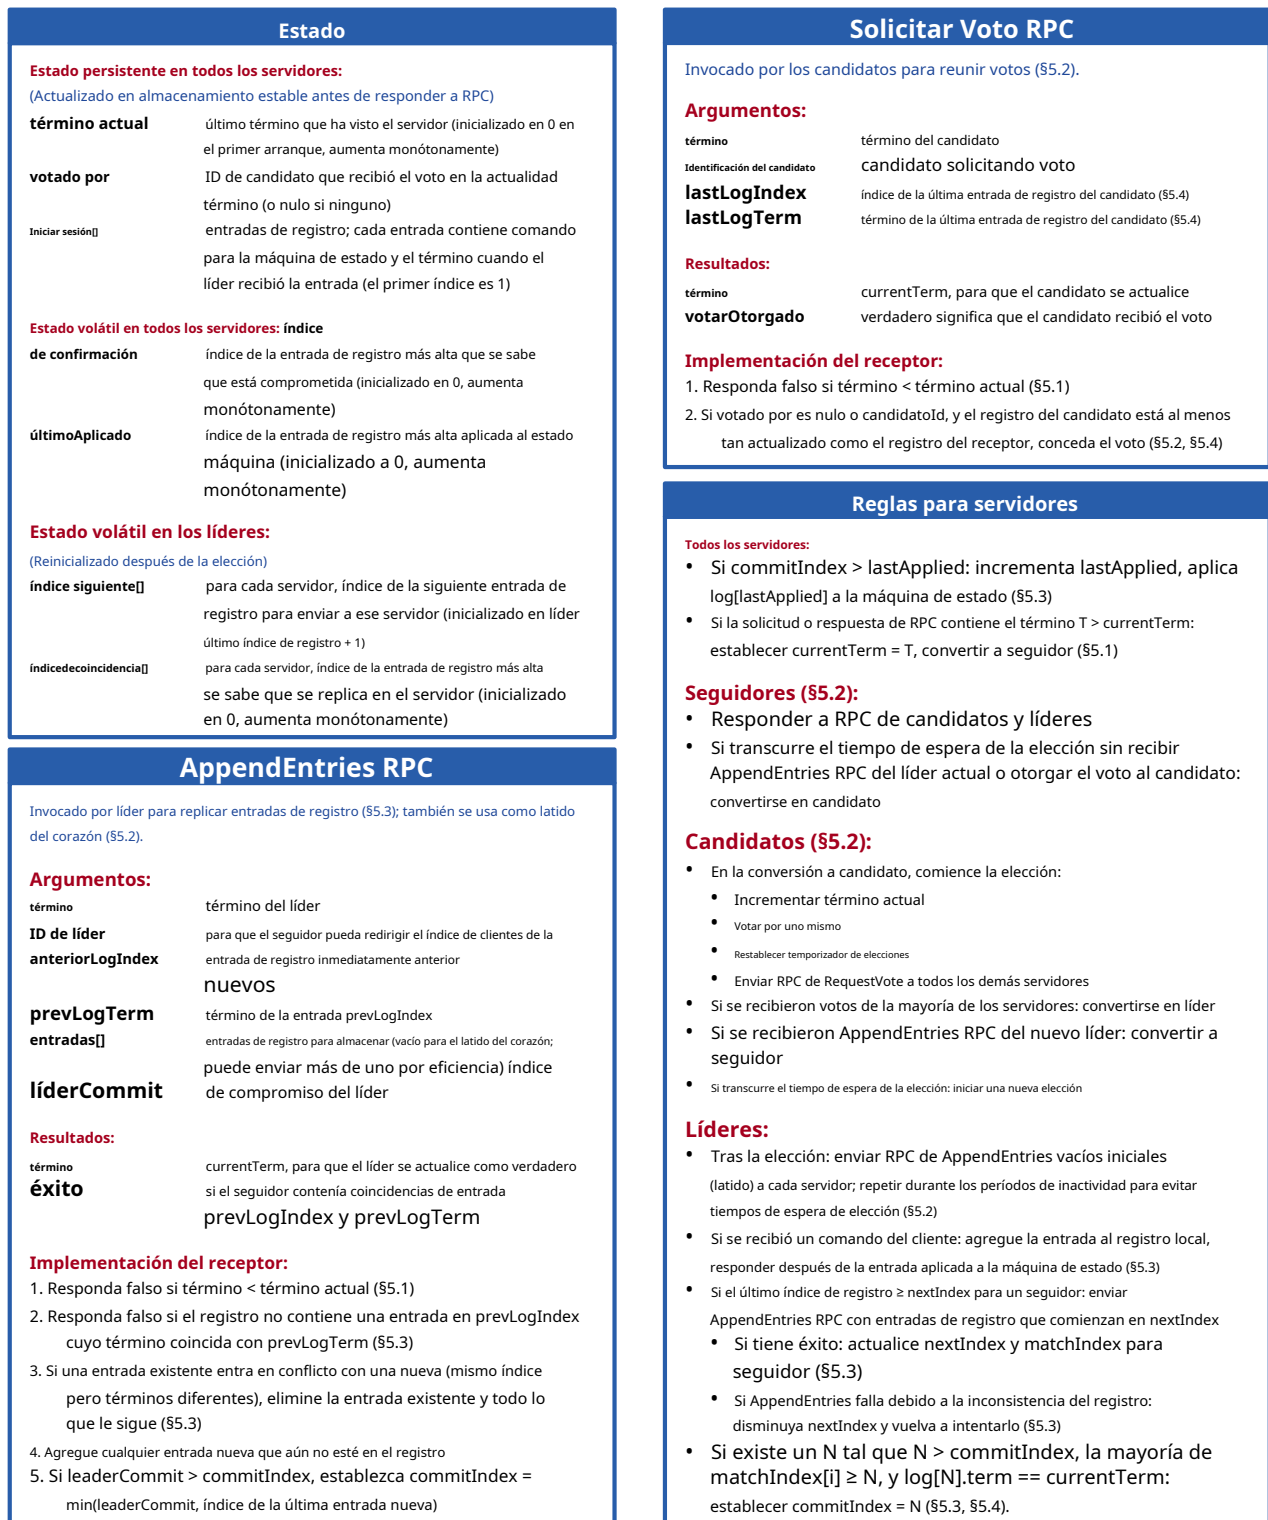 Estado
Estado persistente en todos los servidores:
(Actualizado en almacenamiento estable antes de responder a RPC)
término actual último término que ha visto el servidor (inicializado en 0 en
el primer arranque, aumenta monótonamente)
votado por ID de candidato que recibió el voto en la actualidad
término (o nulo si ninguno)
Iniciar sesión[] entradas de registro; cada entrada contiene comando
para la máquina de estado y el término cuando el
líder recibió la entrada (el primer índice es 1)
Estado volátil en todos los servidores: índice
de confirmación índice de la entrada de registro más alta que se sabe
que está comprometida (inicializado en 0, aumenta
monótonamente)
últimoAplicado índice de la entrada de registro más alta aplicada al estado
máquina (inicializado a 0, aumenta
monótonamente)
Estado volátil en los líderes:
(Reinicializado después de la elección)
índice siguiente[] para cada servidor, índice de la siguiente entrada de
registro para enviar a ese servidor (inicializado en líder
último índice de registro + 1)
índicedecoincidencia[] para cada servidor, índice de la entrada de registro más alta
se sabe que se replica en el servidor (inicializado
en 0, aumenta monótonamente)
AppendEntries RPC
Invocado por líder para replicar entradas de registro (§5.3); también se usa como latido
del corazón (§5.2).
Argumentos:
término término del líder
ID de líder para que el seguidor pueda redirigir el índice de clientes de la
anteriorLogIndex entrada de registro inmediatamente anterior
nuevos
prevLogTerm término de la entrada prevLogIndex
entradas[] entradas de registro para almacenar (vacío para el latido del corazón;
puede enviar más de uno por eficiencia) índice
líderCommit de compromiso del líder
Resultados:
término currentTerm, para que el líder se actualice como verdadero
éxito si el seguidor contenía coincidencias de entrada
prevLogIndex y prevLogTerm
Implementación del receptor:
1. Responda falso si término < término actual (§5.1)
2. Responda falso si el registro no contiene una entrada en prevLogIndex
cuyo término coincida con prevLogTerm (§5.3)
3. Si una entrada existente entra en conflicto con una nueva (mismo índice
pero términos diferentes), elimine la entrada existente y todo lo
que le sigue (§5.3)
4. Agregue cualquier entrada nueva que aún no esté en el registro
5. Si leaderCommit > commitIndex, establezca commitIndex =
min(leaderCommit, índice de la última entrada nueva)
Solicitar Voto RPC
Invocado por los candidatos para reunir votos (§5.2).
Argumentos:
término término del candidato
Identificación del candidato candidato solicitando voto
lastLogIndex índice de la última entrada de registro del candidato (§5.4)
lastLogTerm término de la última entrada de registro del candidato (§5.4)
Resultados:
término currentTerm, para que el candidato se actualice
votarOtorgado verdadero significa que el candidato recibió el voto
Implementación del receptor:
1. Responda falso si término < término actual (§5.1)
2. Si votado por es nulo o candidatoId, y el registro del candidato está al menos
tan actualizado como el registro del receptor, conceda el voto (§5.2, §5.4)
Reglas para servidores
Todos los servidores:
• Si commitIndex > lastApplied: incrementa lastApplied, aplica
log[lastApplied] a la máquina de estado (§5.3)
• Si la solicitud o respuesta de RPC contiene el término T > currentTerm:
establecer currentTerm = T, convertir a seguidor (§5.1)
Seguidores (§5.2):
• Responder a RPC de candidatos y líderes
• Si transcurre el tiempo de espera de la elección sin recibir
AppendEntries RPC del líder actual o otorgar el voto al candidato:
convertirse en candidato
Candidatos (§5.2):
• En la conversión a candidato, comience la elección:
• Incrementar término actual
• Votar por uno mismo
• Restablecer temporizador de elecciones
• Enviar RPC de RequestVote a todos los demás servidores
• Si se recibieron votos de la mayoría de los servidores: convertirse en líder
• Si se recibieron AppendEntries RPC del nuevo líder: convertir a
seguidor
• Si transcurre el tiempo de espera de la elección: iniciar una nueva elección
Líderes:
• Tras la elección: enviar RPC de AppendEntries vacíos iniciales
(latido) a cada servidor; repetir durante los períodos de inactividad para evitar
tiempos de espera de elección (§5.2)
• Si se recibió un comando del cliente: agregue la entrada al registro local,
responder después de la entrada aplicada a la máquina de estado (§5.3)
• Si el último índice de registro ≥ nextIndex para un seguidor: enviar
AppendEntries RPC con entradas de registro que comienzan en nextIndex
• Si tiene éxito: actualice nextIndex y matchIndex para
seguidor (§5.3)
• Si AppendEntries falla debido a la inconsistencia del registro:
disminuya nextIndex y vuelva a intentarlo (§5.3)
• Si existe un N tal que N > commitIndex, la mayoría de
matchIndex[i] ≥ N, y log[N].term == currentTerm:
establecer commitIndex = N (§5.3, §5.4).